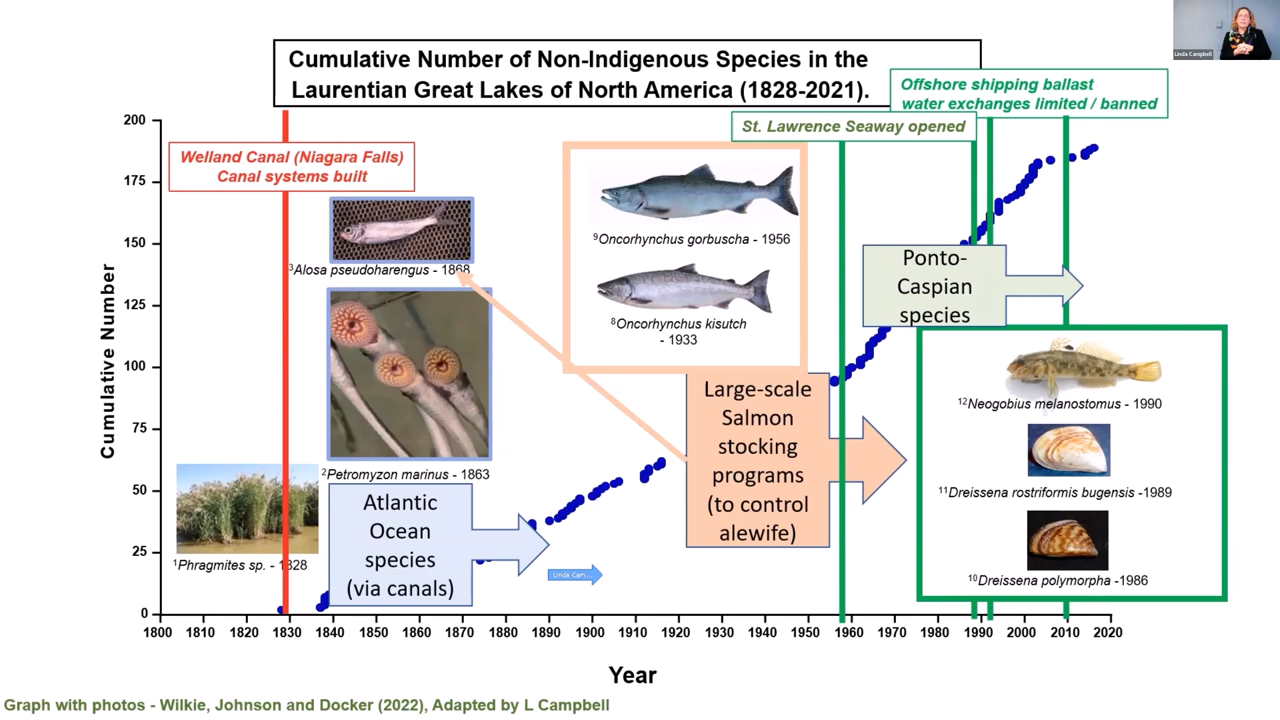 Linda Campbell
Cumulative Number of Non-Indigenous Species in the
Laurentian Great Lakes of North America (1828-2021).
Offshore shipping ballast
water exchanges limited / banned
St. Lawrence Seaway opened
Welland Canal (Niagara Falls)
Canal systems built
200
175
150
125
100
75
50
25
0
Cumulative Number
3Alosa pseudoharengus - 1868
2Petromyzon marinus - 1863
1Phragmites sp. - 1828
Atlantic
Ocean
species
(via canals)
Linda Cam...
9Oncorhynchus gorbuscha - 1956
8Oncorhynchus kisutch
- 1933
Large-scale
Salmon
stocking
programs
(to control
alewife)
Ponto-
Caspian
species
12Neogobius melanostomus - 1990
11Dreissena rostriformis bugensis -1989
10Dreissena polymorpha -1986
1800 1810 1820 1830 1840 1850 1860 1870 1880 1890 1900 1910 1920 1930 1940 1950 1960 1970 1980 1990 2000 2010 2020
Year
Graph with photos - Wilkie, Johnson and Docker (2022), Adapted by L Campbell